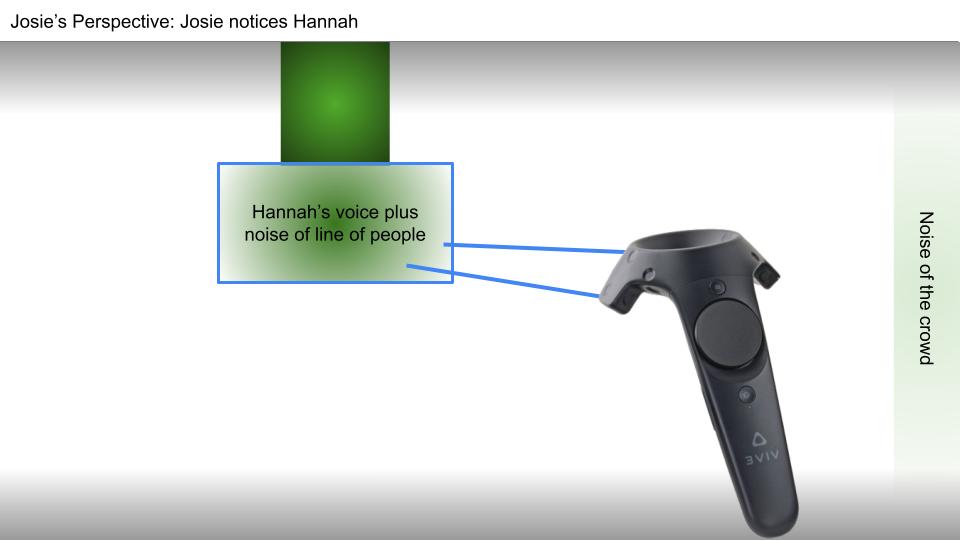 Josie's Perspective: Josie notices Hannah
Hannah's voice plus
noise of line of people
Noise of the crowd
VIVE